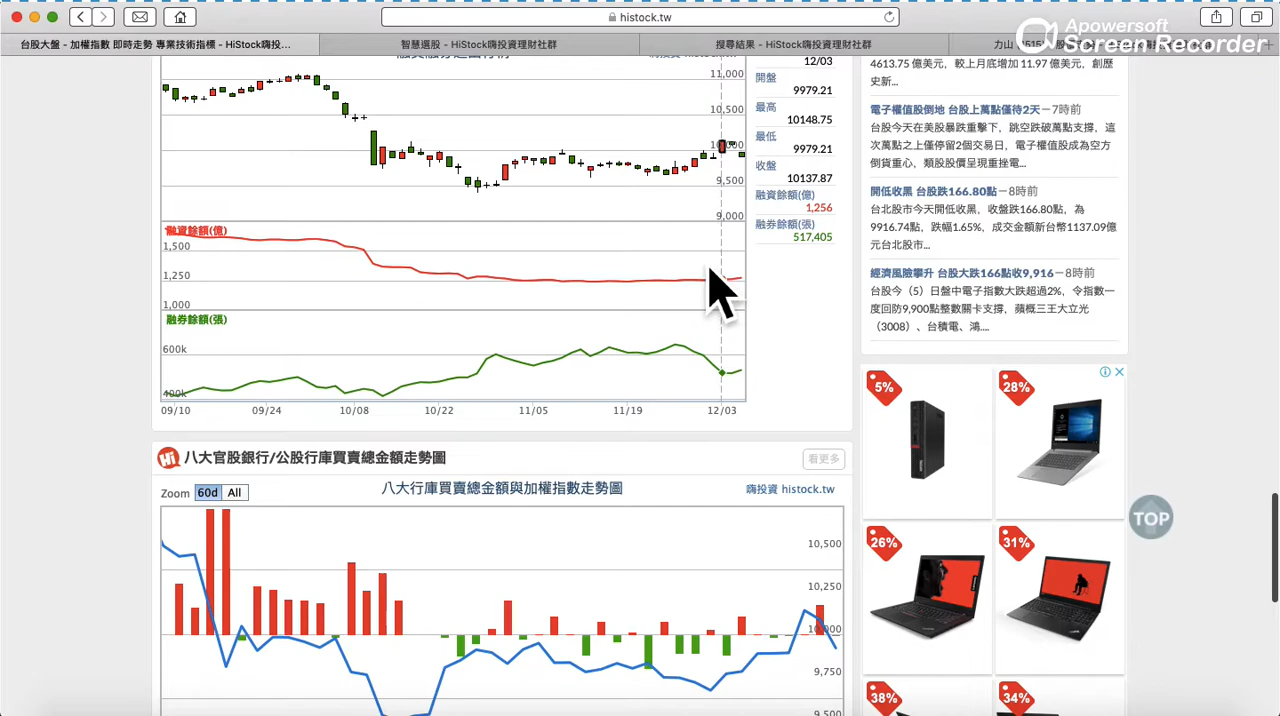 histock.tw
Apowersoft
Screen Recorder
台股大盤 - 加權指數 即時走勢 專業技術指標 - HiStock嗨投...
智慧選股 - HiStock嗨投資理財社群
搜尋結果 - HiStock嗨投資理財社群
11,000
10,500
10,000
9,500
9,000
12/03
開盤
9979.21
最高
10148.75
最低
9979.21
收盤
10137.87
融資餘額(億)
1,256
融券餘額(張)
517,405
融資餘額(億)
1,500
1,250
1,000
融券餘額(張)
600k
400k
09/10
09/24
10/08
10/22
11/05
11/19
12/03
八大官股銀行/公股行庫買賣總金額走勢圖
看更多
Zoom 60d All
八大行庫買賣總金額與加權指數走勢圖
嗨投資 histock.tw
10,500
10,250
10,000
9,750
9,500
4613.75 億美元，較上月底增加 11.97 億美元，創歷
史新...
電子權值股倒地 台股上萬點僅待2天－7時前
台股今天在美股暴跌重擊下，跳空跌破萬點支撐，這
次萬點之上僅停留2個交易日，電子權值股成為空方
倒貨重心，類股股價呈現重挫電...
開低收黑 台股跌166.80點－8時前
台北股市今天開低收黑，收盤跌166.80點，為
9916.74點，跌幅1.65%，成交金額新台幣1137.09億
元台北股市...
經濟風險攀升 台股大跌166點收9,916－8時前
台股今（5）日盤中電子指數大跌超過2%，令指數一
度回防9,900點整數關卡支撐，蘋概三王大立光
（3008）、台積電、鴻....
5%
28%
26%
31%
38%
34%
TOP